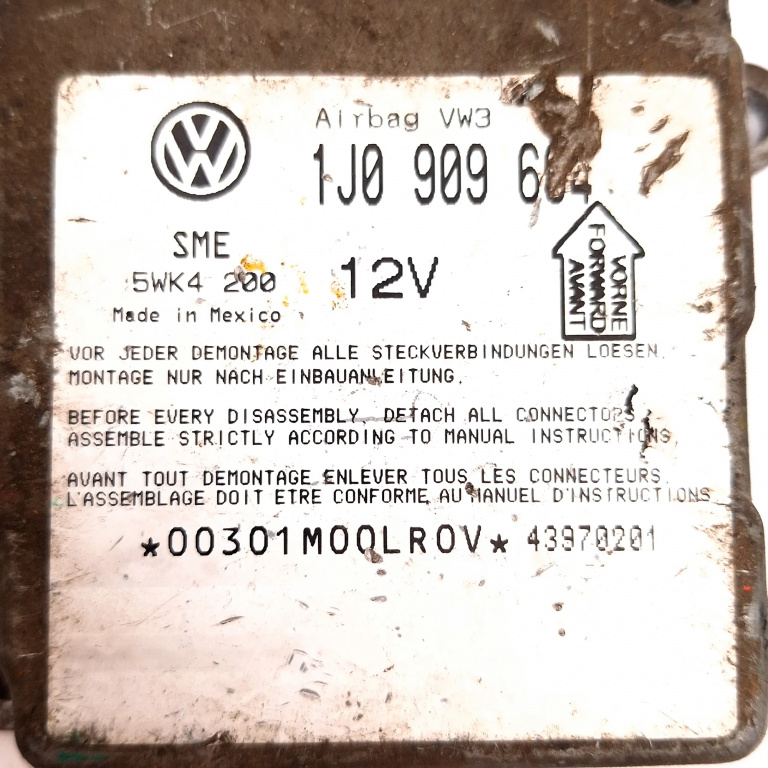 Airbag VW3
1J0 909 604
SME
12V
5WK4 200
Made in Mexico
VORNE
FORWARD
AVANT
VOR JEDER DEMONTAGE ALLE STECKVERBINDUNGEN LOESEN.
MONTAGE NUR NACH EINBAUANLEITUNG.
BEFORE EVERY DISASSEMBLY DETACH ALL CONNECTORS
ASSEMBLE STRICTLY ACCORDING TO MANUAL INSTRUCTIONS.
AVANT TOUT DEMONTAGE ENLEVER TOUS LES CONNECTEURS.
L'ASSEMBLAGE DOIT ETRE CONFORME AU MANUEL D'INSTRUCTIONS
*00301M00LR0V* 43970201